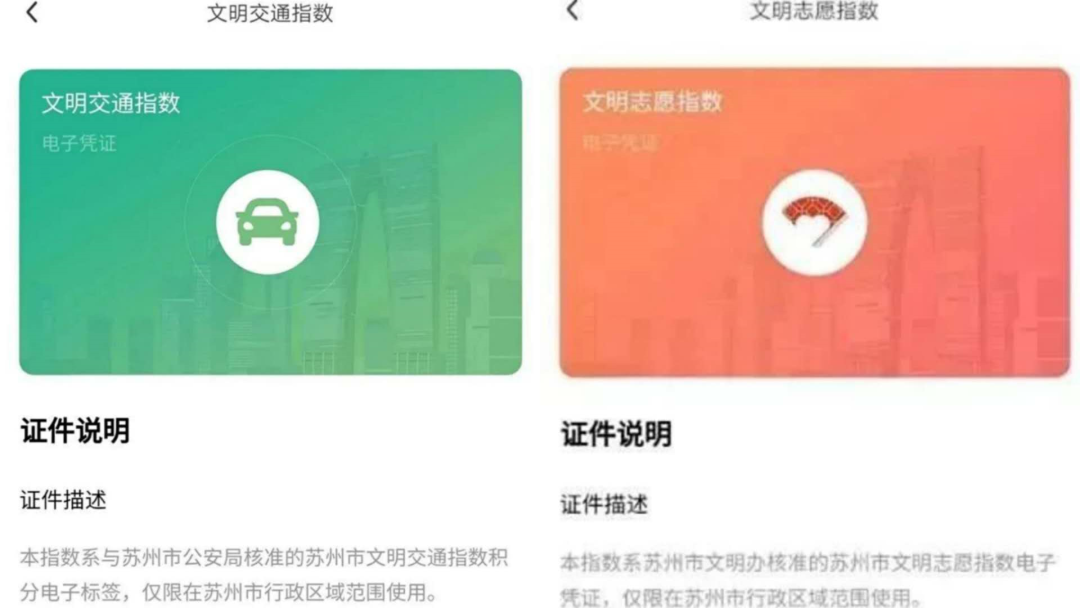 文明交通指数
文明交通指数
电子凭证
证件说明
证件描述
本指数系与苏州市公安局核准的苏州市文明交通指数积
分电子标签，仅限在苏州市行政区域范围使用。
文明志愿指数
文明志愿指数
电子凭证
证件说明
证件描述
本指数系苏州市文明办核准的苏州市文明志愿指数电子
凭证，仅限在苏州市行政区域范围使用。